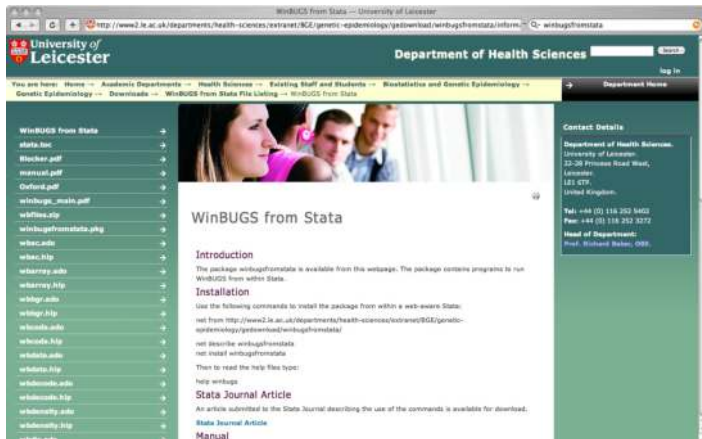 WinBUGS from Stata — University of Leicester
http://www2.le.ac.uk/departments/health-sciences/extranet/BGE/genetic-epidemiology/gedownload/winbugsfromstata/inform
winbugsfromstata
University of
Leicester
Department of Health Sciences
Search
log in
You are here: Home → Academic Departments → Health Sciences → Existing Staff and Students → Biostatistics and Genetic Epidemiology →
Genetic Epidemiology → Downloads → WinBUGS from Stata File Listing → WinBUGS from Stata
Department Home
WinBUGS from Stata
stata.toc
Blocker.pdf
manual.pdf
Oxford.pdf
winbugs_main.pdf
wbfiles.zip
winbugsfromstata.pkg
wbac.ado
wbac.hlp
wbarray.ado
wbarray.hlp
wbbgr.ado
wbbgr.hlp
wbcoda.ado
wbcoda.hlp
wbdata.ado
wbdata.hlp
wbdecode.ado
wbdecode.hlp
wbdensity.ado
wbdensity.hlp
Contact Details
Department of Health Sciences,
University of Leicester,
22-28 Princess Road West,
Leicester,
LE1 6TP,
United Kingdom.
Tel: +44 (0) 116 252 5402
Fax: +44 (0) 116 252 3272
Head of Department:
Prof. Richard Baker, OBE.
WinBUGS from Stata
Introduction
The package winbugsfromstata is available from this webpage. The package contains programs to run
WinBUGS from within Stata.
Installation
Use the following commands to install the package from within a web-aware Stata:
net from http://www2.le.ac.uk/departments/health-sciences/extranet/BGE/genetic-
epidemiology/gedownload/winbugsfromstata/
net describe winbugsfromstata
net install winbugsfromstata
Then to read the help files type:
help winbugs
Stata Journal Article
An article submitted to the Stata Journal describing the use of the commands is available for download.
Stata Journal Article
Manual